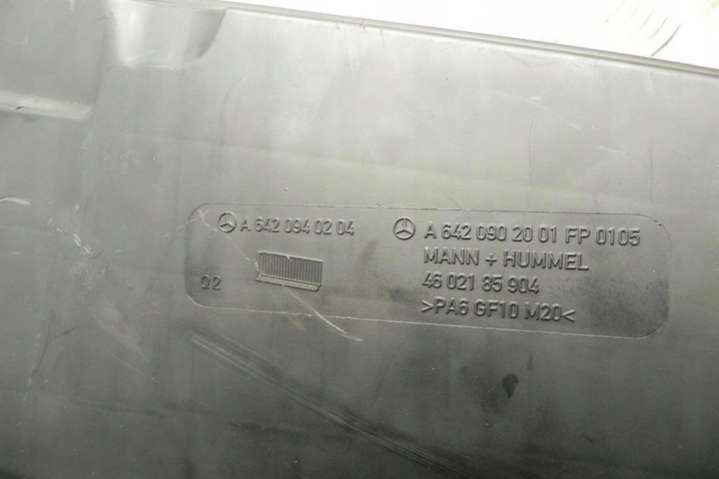 A 642 094 02 04
02
A 642 090 20 01 FP 0105
MANN + HUMMEL
46 021 85 904
>PA6 GF10 M20<